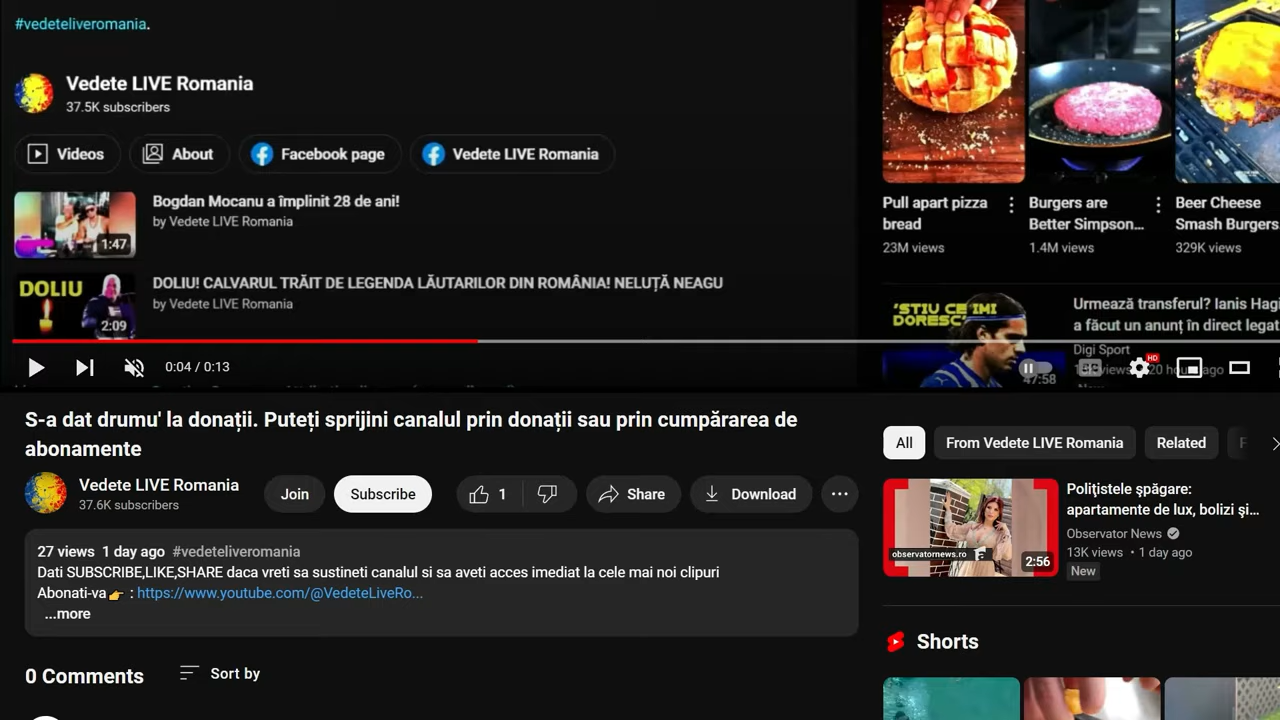 #vedeteliveromania.
Vedete LIVE Romania
37.5K subscribers
Videos
About
Facebook page
Vedete LIVE Romania
1:47
Bogdan Mocanu a împlinit 28 de ani!
by Vedete LIVE Romania
DOLIU
2:09
DOLIU! CALVARUL TRĂIT DE LEGENDA LĂUTARILOR DIN ROMÂNIA! NELUȚĂ NEAGU
by Vedete LIVE Romania
0:04 / 0:13
Pull apart pizza
bread
23M views
Burgers are
Better Simpson...
1.4M views
Beer Cheese
Smash Burgers
329K views
'STIU CE IMI
DORESC'
47:58
Urmează transferul? Ianis Hagi
a făcut un anunț în direct legat
Digi Sport
HD
S-a dat drumu' la donații. Puteți sprijini canalul prin donații sau prin cumpărarea de
abonamente
Vedete LIVE Romania
37.6K subscribers
Join
Subscribe
1
Share
Download
27 views 1 day ago #vedeteliveromania
Dati SUBSCRIBE,LIKE,SHARE daca vreti sa sustineti canalul si sa aveti acces imediat la cele mai noi clipuri
Abonati-va👉 : https://www.youtube.com/@VedeteLiveRo...
...more
0 Comments
Sort by
All
From Vedete LIVE Romania
Related
observatornews.ro
2:56
Poliţistele şpăgare:
apartamente de lux, bolizi şi...
Observator News
13K views • 1 day ago
New
Shorts